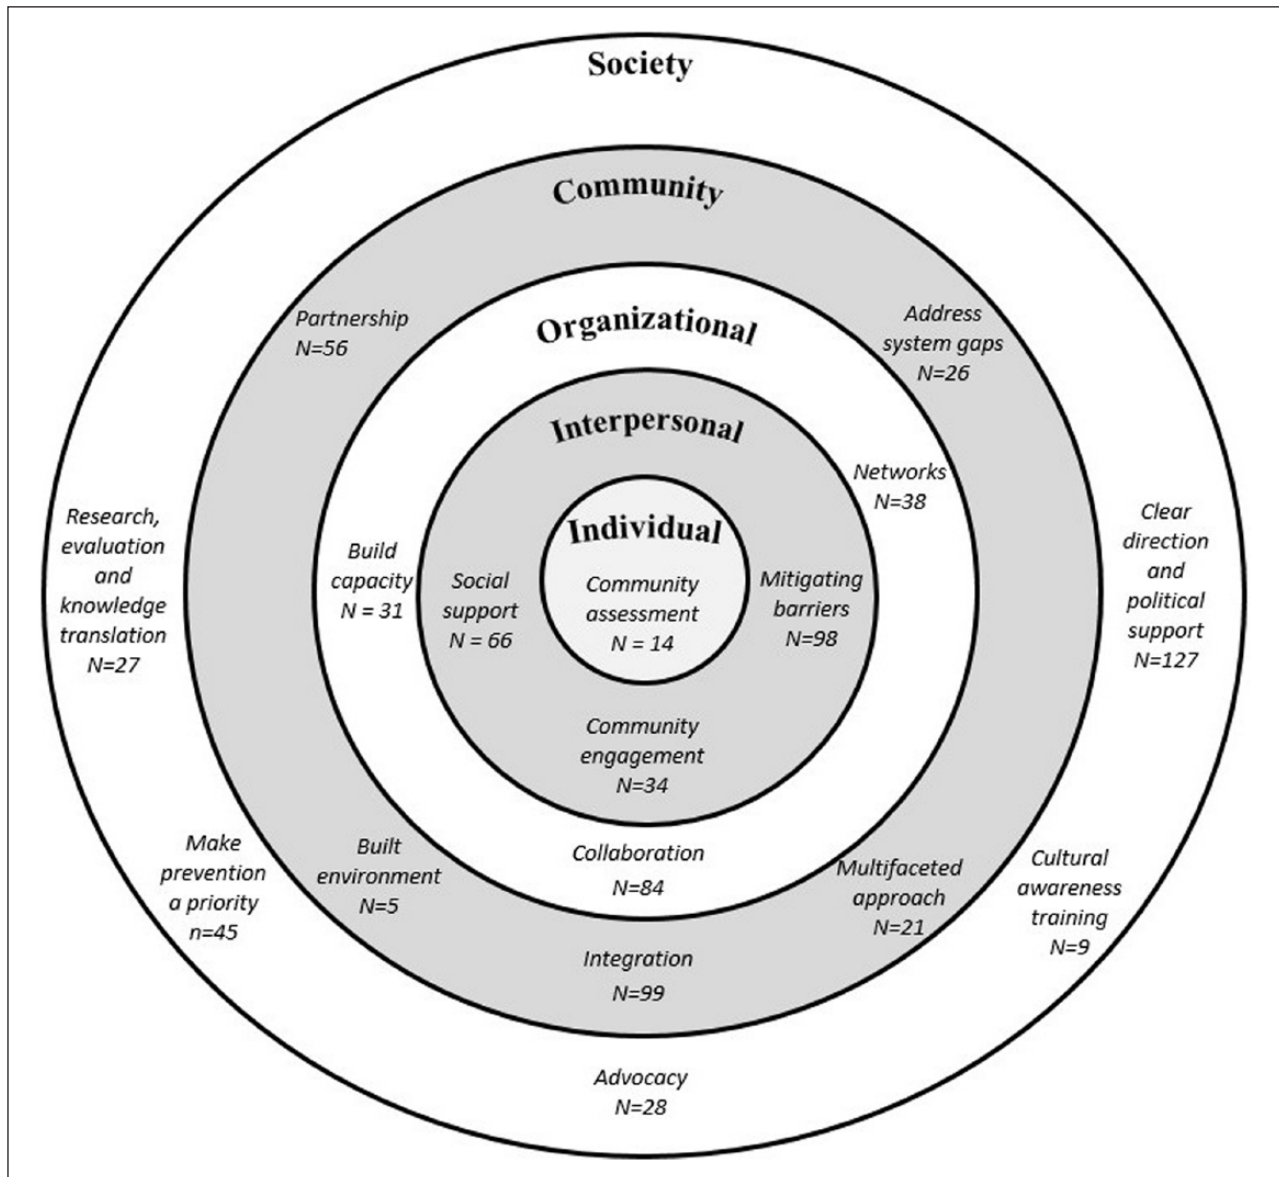 Society
Community
Partnership
N=56
Address
system gaps
N=26
Organizational
Interpersonal
Networks
N=38
Individual
Community
assessment
N = 14
Research,
evaluation
and
knowledge
translation
N=27
Build
capacity
N = 31
Social
support
N = 66
Mitigating
barriers
N=98
Clear
direction
and
political
support
N=127
Community
engagement
N=34
Make
prevention
a priority
n=45
Built
environment
N=5
Collaboration
N=84
Multifaceted
approach
N=21
Cultural
awareness
training
N=9
Integration
N=99
Advocacy
N=28